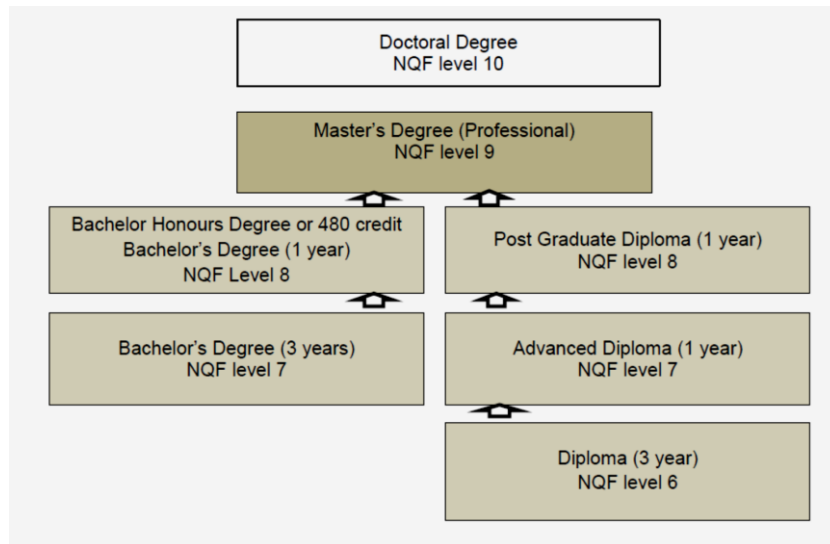 Doctoral Degree
NQF level 10
Master's Degree (Professional)
NQF level 9
Bachelor Honours Degree or 480 credit
Bachelor's Degree (1 year)
NQF Level 8
Post Graduate Diploma (1 year)
NQF level 8
Bachelor's Degree (3 years)
NQF level 7
Advanced Diploma (1 year)
NQF level 7
Diploma (3 year)
NQF level 6